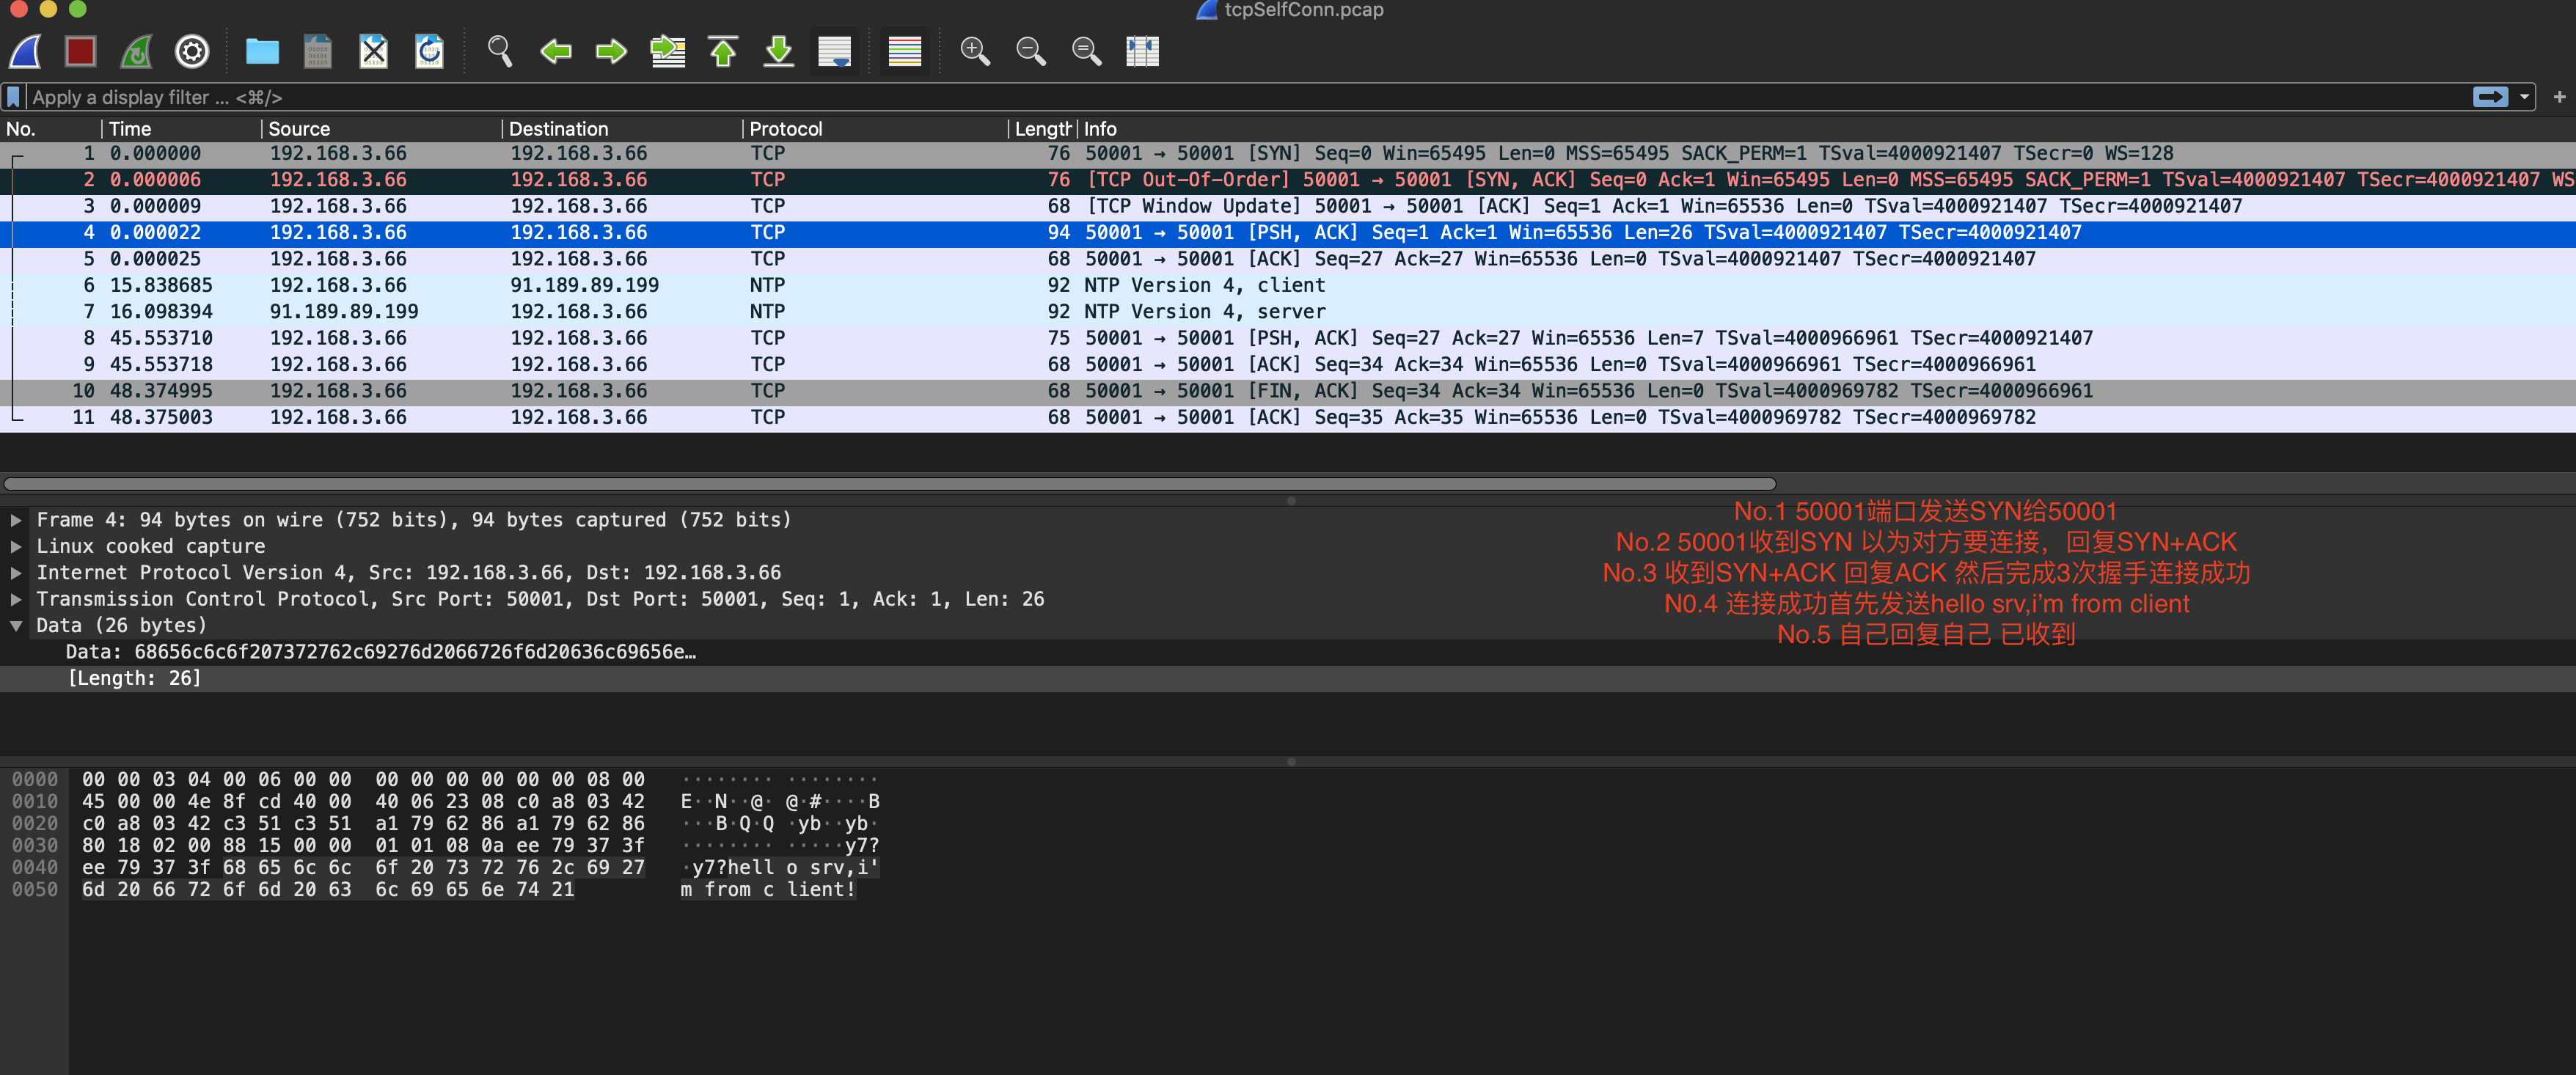 tcpSelfConn.pcap
Apply a display filter ... <⌘/>
No. Time Source Destination Protocol Length Info
1 0.000000 192.168.3.66 192.168.3.66 TCP 76 50001 → 50001 [SYN] Seq=0 Win=65495 Len=0 MSS=65495 SACK_PERM=1 TSval=4000921407 TSecr=0 WS=128
2 0.000006 192.168.3.66 192.168.3.66 TCP 76 [TCP Out-Of-Order] 50001 → 50001 [SYN, ACK] Seq=0 Ack=1 Win=65495 Len=0 MSS=65495 SACK_PERM=1 TSval=4000921407 TSecr=4000921407 WS
3 0.000009 192.168.3.66 192.168.3.66 TCP 68 [TCP Window Update] 50001 → 50001 [ACK] Seq=1 Ack=1 Win=65536 Len=0 TSval=4000921407 TSecr=4000921407
4 0.000022 192.168.3.66 192.168.3.66 TCP 94 50001 → 50001 [PSH, ACK] Seq=1 Ack=1 Win=65536 Len=26 TSval=4000921407 TSecr=4000921407
5 0.000025 192.168.3.66 192.168.3.66 TCP 68 50001 → 50001 [ACK] Seq=27 Ack=27 Win=65536 Len=0 TSval=4000921407 TSecr=4000921407
6 15.838685 192.168.3.66 91.189.89.199 NTP 92 NTP Version 4, client
7 16.098394 91.189.89.199 192.168.3.66 NTP 92 NTP Version 4, server
8 45.553710 192.168.3.66 192.168.3.66 TCP 75 50001 → 50001 [PSH, ACK] Seq=27 Ack=27 Win=65536 Len=7 TSval=4000966961 TSecr=4000921407
9 45.553718 192.168.3.66 192.168.3.66 TCP 68 50001 → 50001 [ACK] Seq=34 Ack=34 Win=65536 Len=0 TSval=4000966961 TSecr=4000966961
10 48.374995 192.168.3.66 192.168.3.66 TCP 68 50001 → 50001 [FIN, ACK] Seq=34 Ack=34 Win=65536 Len=0 TSval=4000969782 TSecr=4000966961
11 48.375003 192.168.3.66 192.168.3.66 TCP 68 50001 → 50001 [ACK] Seq=35 Ack=35 Win=65536 Len=0 TSval=4000969782 TSecr=4000969782
No.1 50001端口发送SYN给50001
No.2 50001收到SYN 以为对方要连接，回复SYN+ACK
No.3 收到SYN+ACK 回复ACK 然后完成3次握手连接成功
N0.4 连接成功首先发送hello srv,i’m from client
No.5 自己回复自己 已收到
Frame 4: 94 bytes on wire (752 bits), 94 bytes captured (752 bits)
Linux cooked capture
Internet Protocol Version 4, Src: 192.168.3.66, Dst: 192.168.3.66
Transmission Control Protocol, Src Port: 50001, Dst Port: 50001, Seq: 1, Ack: 1, Len: 26
Data (26 bytes)
Data: 68656c6c6f207372762c69276d2066726f6d20636c69656e…
[Length: 26]
0000 00 00 03 04 00 06 00 00 00 00 00 00 00 00 08 00 ········ ········
0010 45 00 00 4e 8f cd 40 00 40 06 23 08 c0 a8 03 42 E··N··@· @·#····B
0020 c0 a8 03 42 c3 51 c3 51 a1 79 62 86 a1 79 62 86 ···B·Q·Q ·yb··yb·
0030 80 18 02 00 88 15 00 00 01 01 08 0a ee 79 37 3f ········ ·····y7?
0040 ee 79 37 3f 68 65 6c 6c 6f 20 73 72 76 2c 69 27 ·y7?hell o srv,i'
0050 6d 20 66 72 6f 6d 20 63 6c 69 65 6e 74 21 m from c lient!